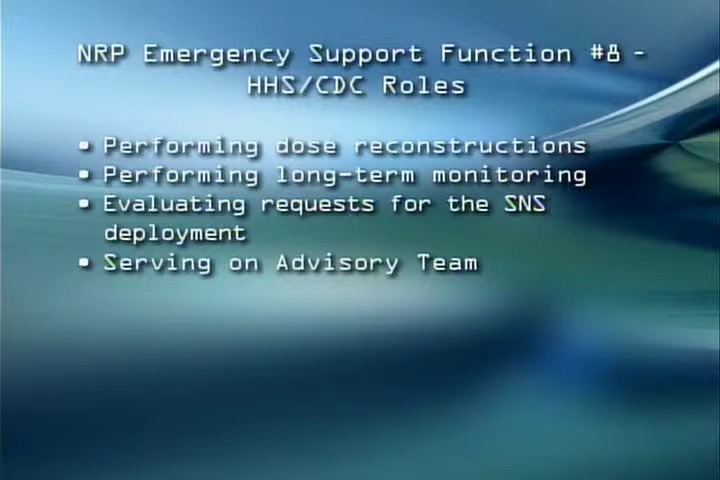 NRP Emergency Support Function #8 -
HHS/CDC Roles
• Performing dose reconstructions
• Performing long-term monitoring
• Evaluating requests for the SNS
deployment
• Serving on Advisory Team